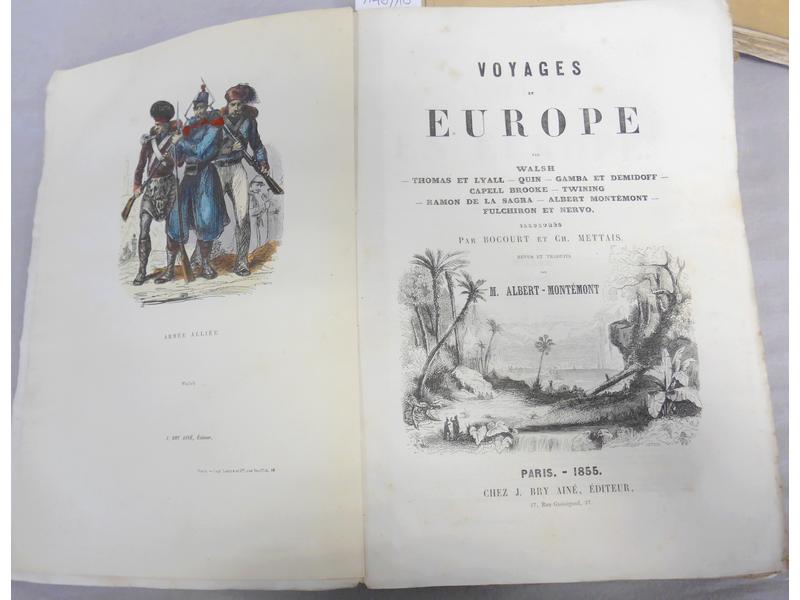 ARMÉE ALLIÉE
Walsh
J. BRY AINÉ, Éditeur,
VOYAGES
EN
EUROPE
PAR
WALSH
— THOMAS ET LYALL — QUIN — GAMBA ET DEMIDOFF —
CAPELL BROOKE — TWINING
— RAMON DE LA SAGRA — ALBERT MONTÉMONT —
FULCHIRON ET NERVO.
ILLUSTRÉS
PAR BOCOURT ET CH. METTAIS.
REVUS ET TRADUITS
PAR
M. ALBERT-MONTÉMONT
PARIS. - 1855.
CHEZ J. BRY AINÉ, ÉDITEUR,
27, Rue Guénégaud, 27.